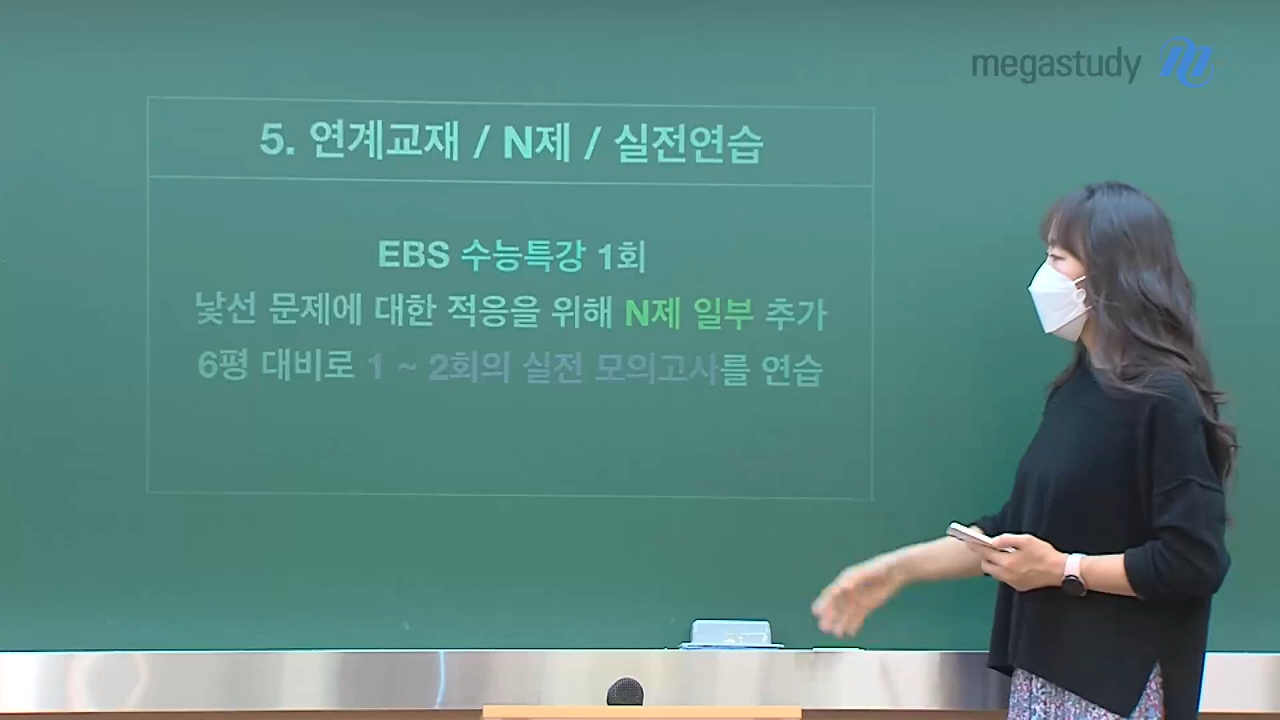 megastudy
5. 연계교재 / N제 / 실전연습
EBS 수능특강 1회
낯선 문제에 대한 적응을 위해 N제 일부 추가
6평 대비로 1 ~ 2회의 실전 모의고사를 연습